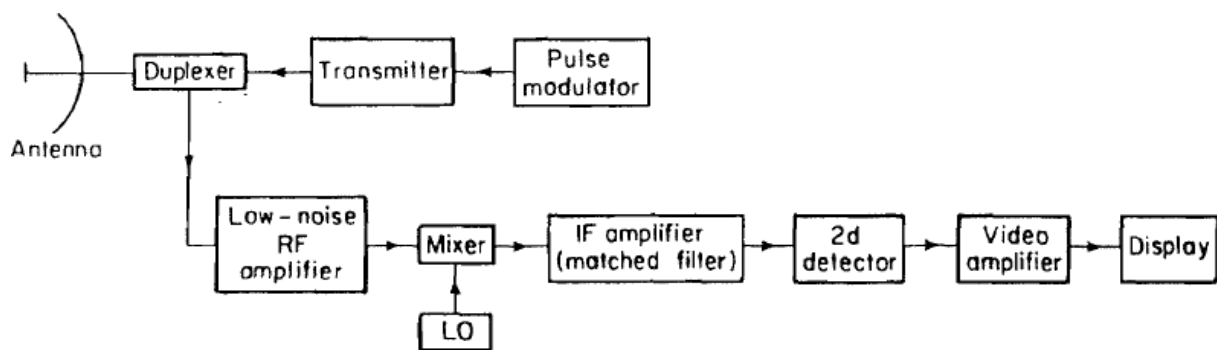 Duplexer
Transmitter
Pulse
modulator
Antenna
Low-noise
RF
amplifier
Mixer
IF amplifier
(matched filter)
2d
detector
Video
amplifier
Display
LO